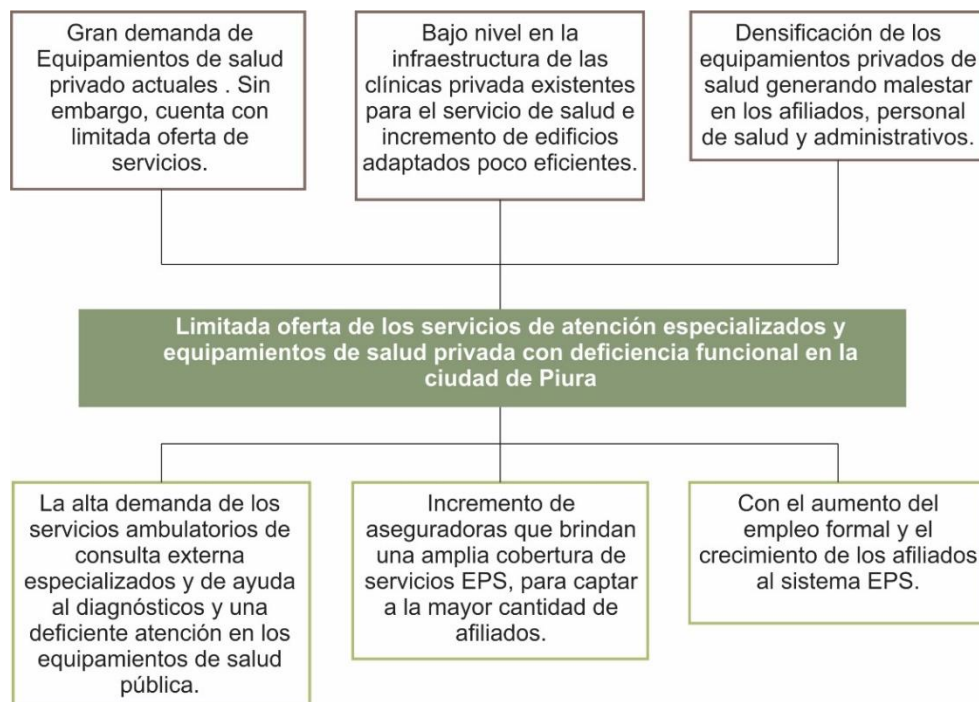 Gran demanda de
Equipamientos de salud
privado actuales . Sin
embargo, cuenta con
limitada oferta de
servicios.
Bajo nivel en la
infraestructura de las
clínicas privada existentes
para el servicio de salud e
incremento de edificios
adaptados poco eficientes.
Densificación de los
equipamientos privados de
salud generando malestar
en los afiliados, personal
de salud y administrativos.
Limitada oferta de los servicios de atención especializados y
equipamientos de salud privada con deficiencia funcional en la
ciudad de Piura
La alta demanda de los
servicios ambulatorios de
consulta externa
especializados y de ayuda
al diagnósticos y una
deficiente atención en los
equipamientos de salud
pública.
Incremento de
aseguradoras que brindan
una amplia cobertura de
servicios EPS, para captar
a la mayor cantidad de
afiliados.
Con el aumento del
empleo formal y el
crecimiento de los afiliados
al sistema EPS.